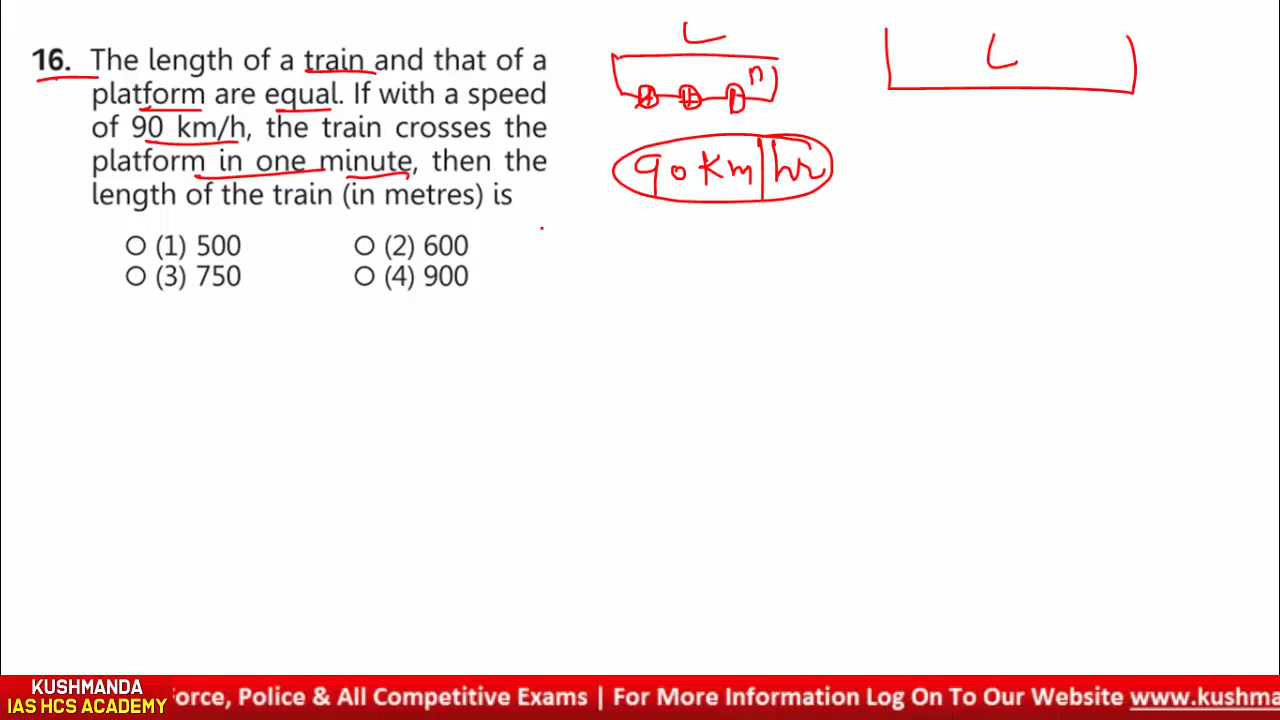 16. The length of a train and that of a
platform are equal. If with a speed
of 90 km/h, the train crosses the
platform in one minute, then the
length of the train (in metres) is
(1) 500 (2) 600
(3) 750 (4) 900
L
n
90 Km|hr
L
KUSHMANDA
IAS HCS ACADEMY
Force, Police & All Competitive Exams | For More Information Log On To Our Website www.kushma